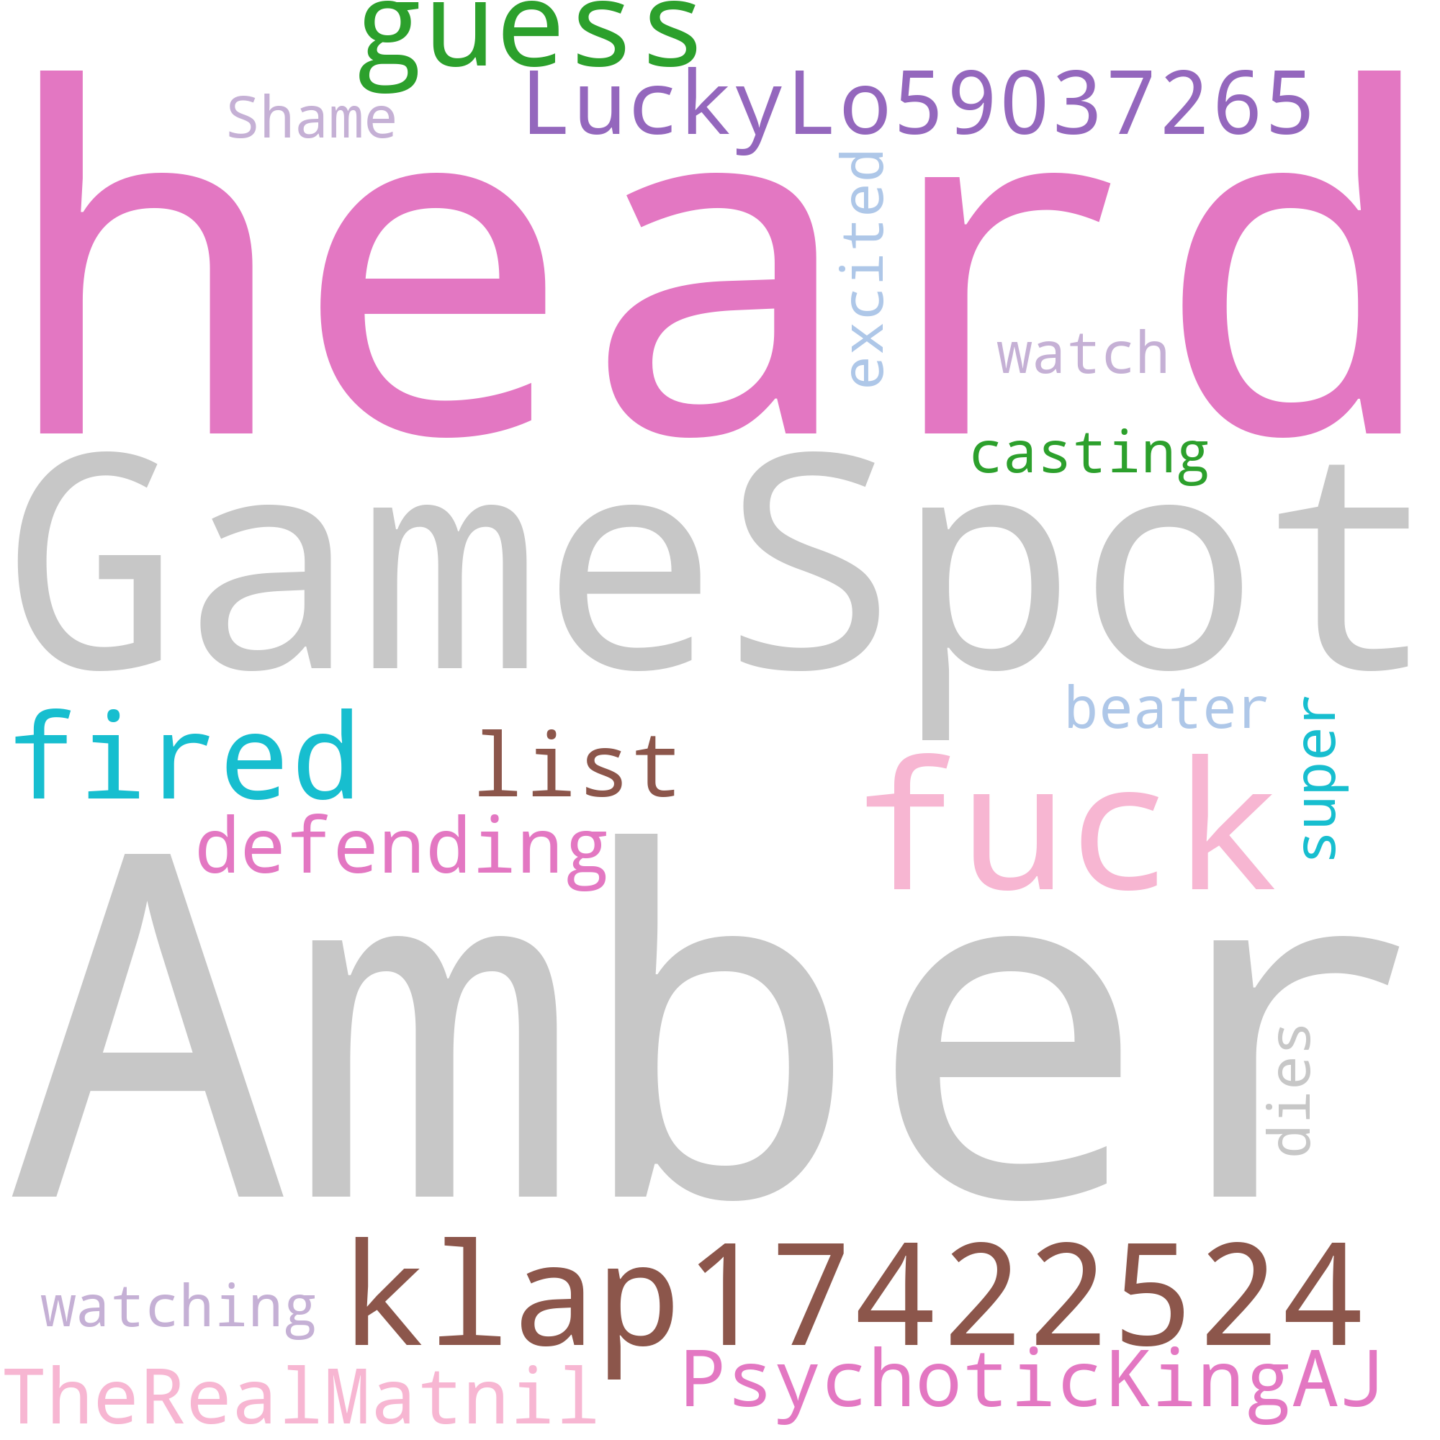 guess
LuckyLo59037265
Shame
heard
excited
watch
casting
GameSpot
beater
super
fired
list
fuck
defending
Amber
dies
klap17422524
watching
PsychoticKingAJ
TheRealMatnil